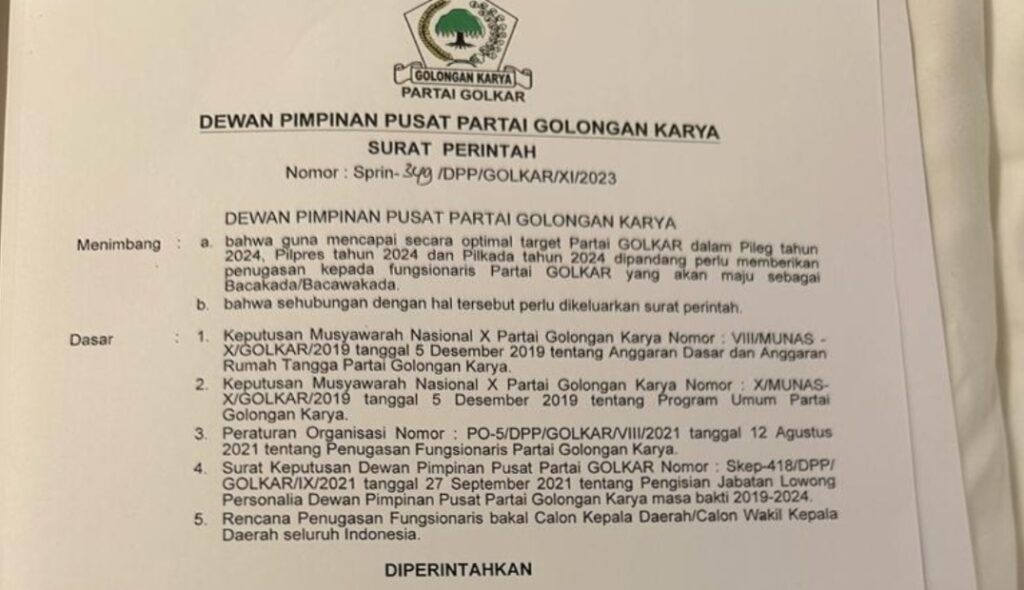 GOLONGAN KARYA
PARTAI GOLKAR
DEWAN PIMPINAN PUSAT PARTAI GOLONGAN KARYA
SURAT PERINTAH
Nomor : Sprin-349/DPP/GOLKAR/XI/2023
DEWAN PIMPINAN PUSAT PARTAI GOLONGAN KARYA
Menimbang : a. bahwa guna mencapai secara optimal target Partai GOLKAR dalam Pileg tahun
2024, Pilpres tahun 2024 dan Pilkada tahun 2024 dipandang perlu memberikan
penugasan kepada fungsionaris Partai GOLKAR yang akan maju sebagai
Bacakada/Bacawakada.
b. bahwa sehubungan dengan hal tersebut perlu dikeluarkan surat perintah.
Dasar : 1. Keputusan Musyawarah Nasional X Partai Golongan Karya Nomor : VIII/MUNAS -
X/GOLKAR/2019 tanggal 5 Desember 2019 tentang Anggaran Dasar dan Anggaran
Rumah Tangga Partai Golongan Karya.
2. Keputusan Musyawarah Nasional X Partai Golongan Karya Nomor : X/MUNAS-
X/GOLKAR/2019 tanggal 5 Desember 2019 tentang Program Umum Partai
Golongan Karya.
3. Peraturan Organisasi Nomor : PO-5/DPP/GOLKAR/VIII/2021 tanggal 12 Agustus
2021 tentang Penugasan Fungsionaris Partai Golongan Karya.
4. Surat Keputusan Dewan Pimpinan Pusat Partai GOLKAR Nomor : Skep-418/DPP/
GOLKAR/IX/2021 tanggal 27 September 2021 tentang Pengisian Jabatan Lowong
Personalia Dewan Pimpinan Pusat Partai Golongan Karya masa bakti 2019-2024.
5. Rencana Penugasan Fungsionaris bakal Calon Kepala Daerah/Calon Wakil Kepala
Daerah seluruh Indonesia.
DIPERINTAHKAN